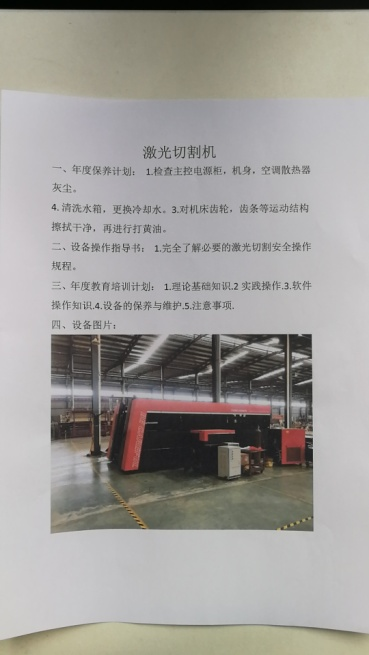 激光切割机
一、年度保养计划： 1.检查主控电源柜，机身，空调散热器
灰尘。
4. 清洗水箱，更换冷却水。3.对机床齿轮，齿条等运动结构
擦拭干净，再进行打黄油。
二、设备操作指导书： 1.完全了解必要的激光切割安全操作
规程。
三、年度教育培训计划： 1.理论基础知识.2 实践操作.3.软件
操作知识.4.设备的保养与维护.5.注意事项.
四、设备图片：